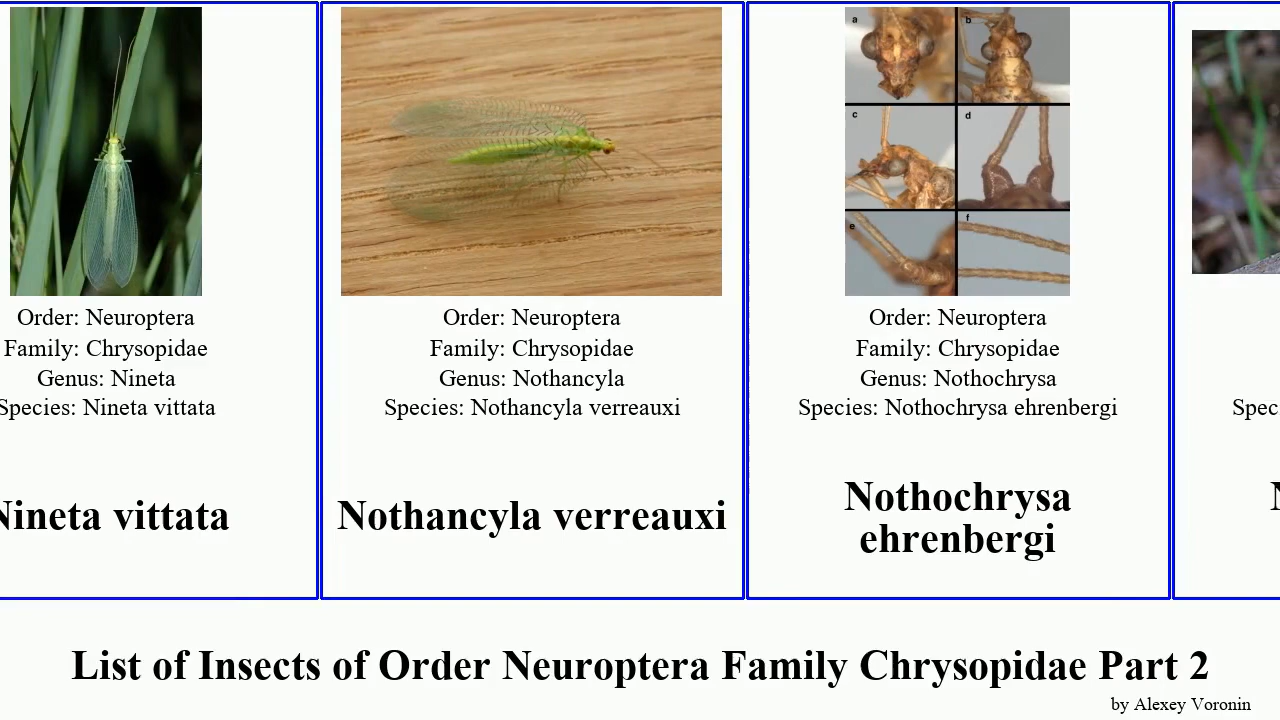 Order: Neuroptera
Family: Chrysopidae
Genus: Nineta
Species: Nineta vittata
Nineta vittata
Order: Neuroptera
Family: Chrysopidae
Genus: Nothancyla
Species: Nothancyla verreauxi
Nothancyla verreauxi
a
b
c
d
e
f
Order: Neuroptera
Family: Chrysopidae
Genus: Nothochrysa
Species: Nothochrysa ehrenbergi
Nothochrysa
ehrenbergi
Spec
List of Insects of Order Neuroptera Family Chrysopidae Part 2
by Alexey Voronin